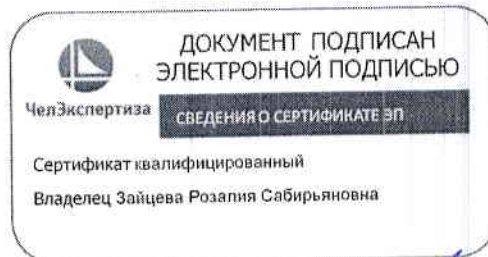 ДОКУМЕНТ ПОДПИСАН
ЭЛЕКТРОННОЙ ПОДПИСЬЮ
ЧелЭкспертиза
СВЕДЕНИЯ О СЕРТИФИКАТЕ ЭП
Сертификат квалифицированный
Владелец Зайцева Розалия Сабирьяновна